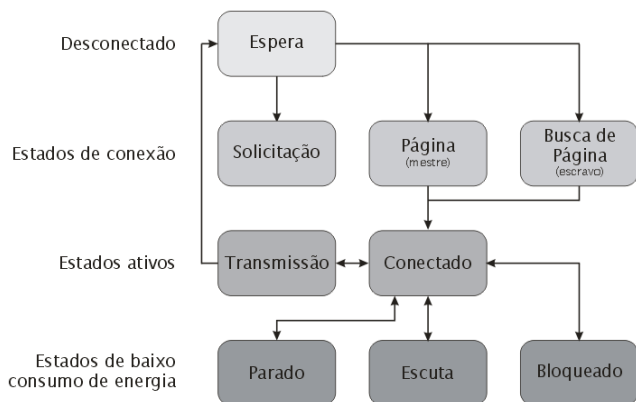 Desconectado
Espera
Estados de conexão
Solicitação
Página
(mestre)
Busca de
Página
(escravo)
Estados ativos
Transmissão
Conectado
Estados de baixo
consumo de energia
Parado
Escuta
Bloqueado